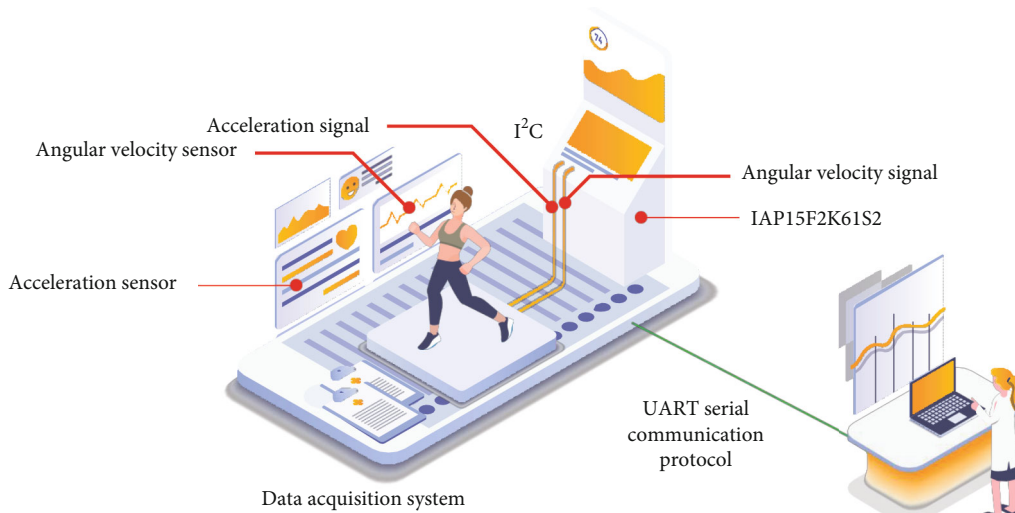 74
Acceleration signal
I²C
Angular velocity sensor
Angular velocity signal
IAP15F2K61S2
Acceleration sensor
UART serial
communication
protocol
Data acquisition system